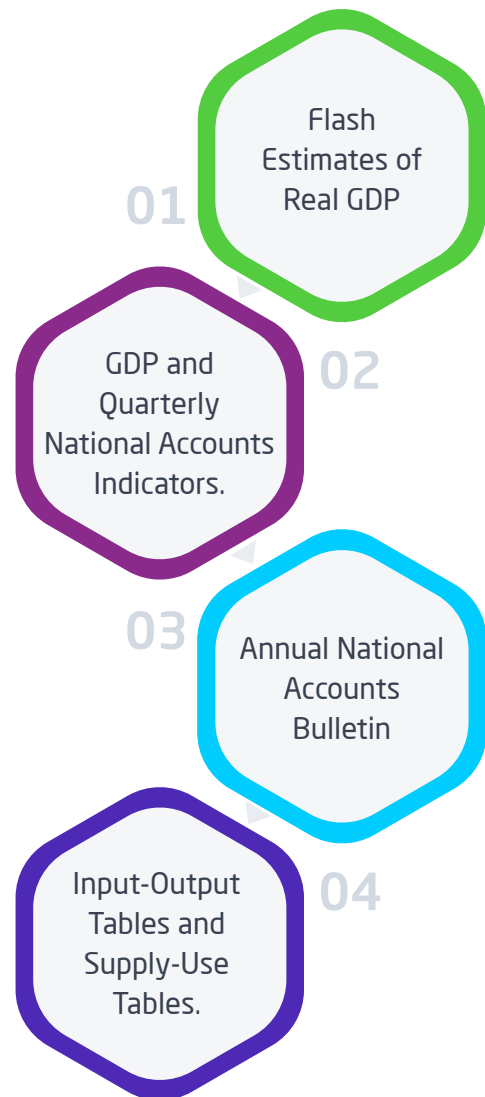 Flash
Estimates of
Real GDP
01
GDP and
Quarterly
National Accounts
Indicators.
02
Annual National
Accounts
Bulletin
03
Input-Output
Tables and
Supply-Use
Tables.
04